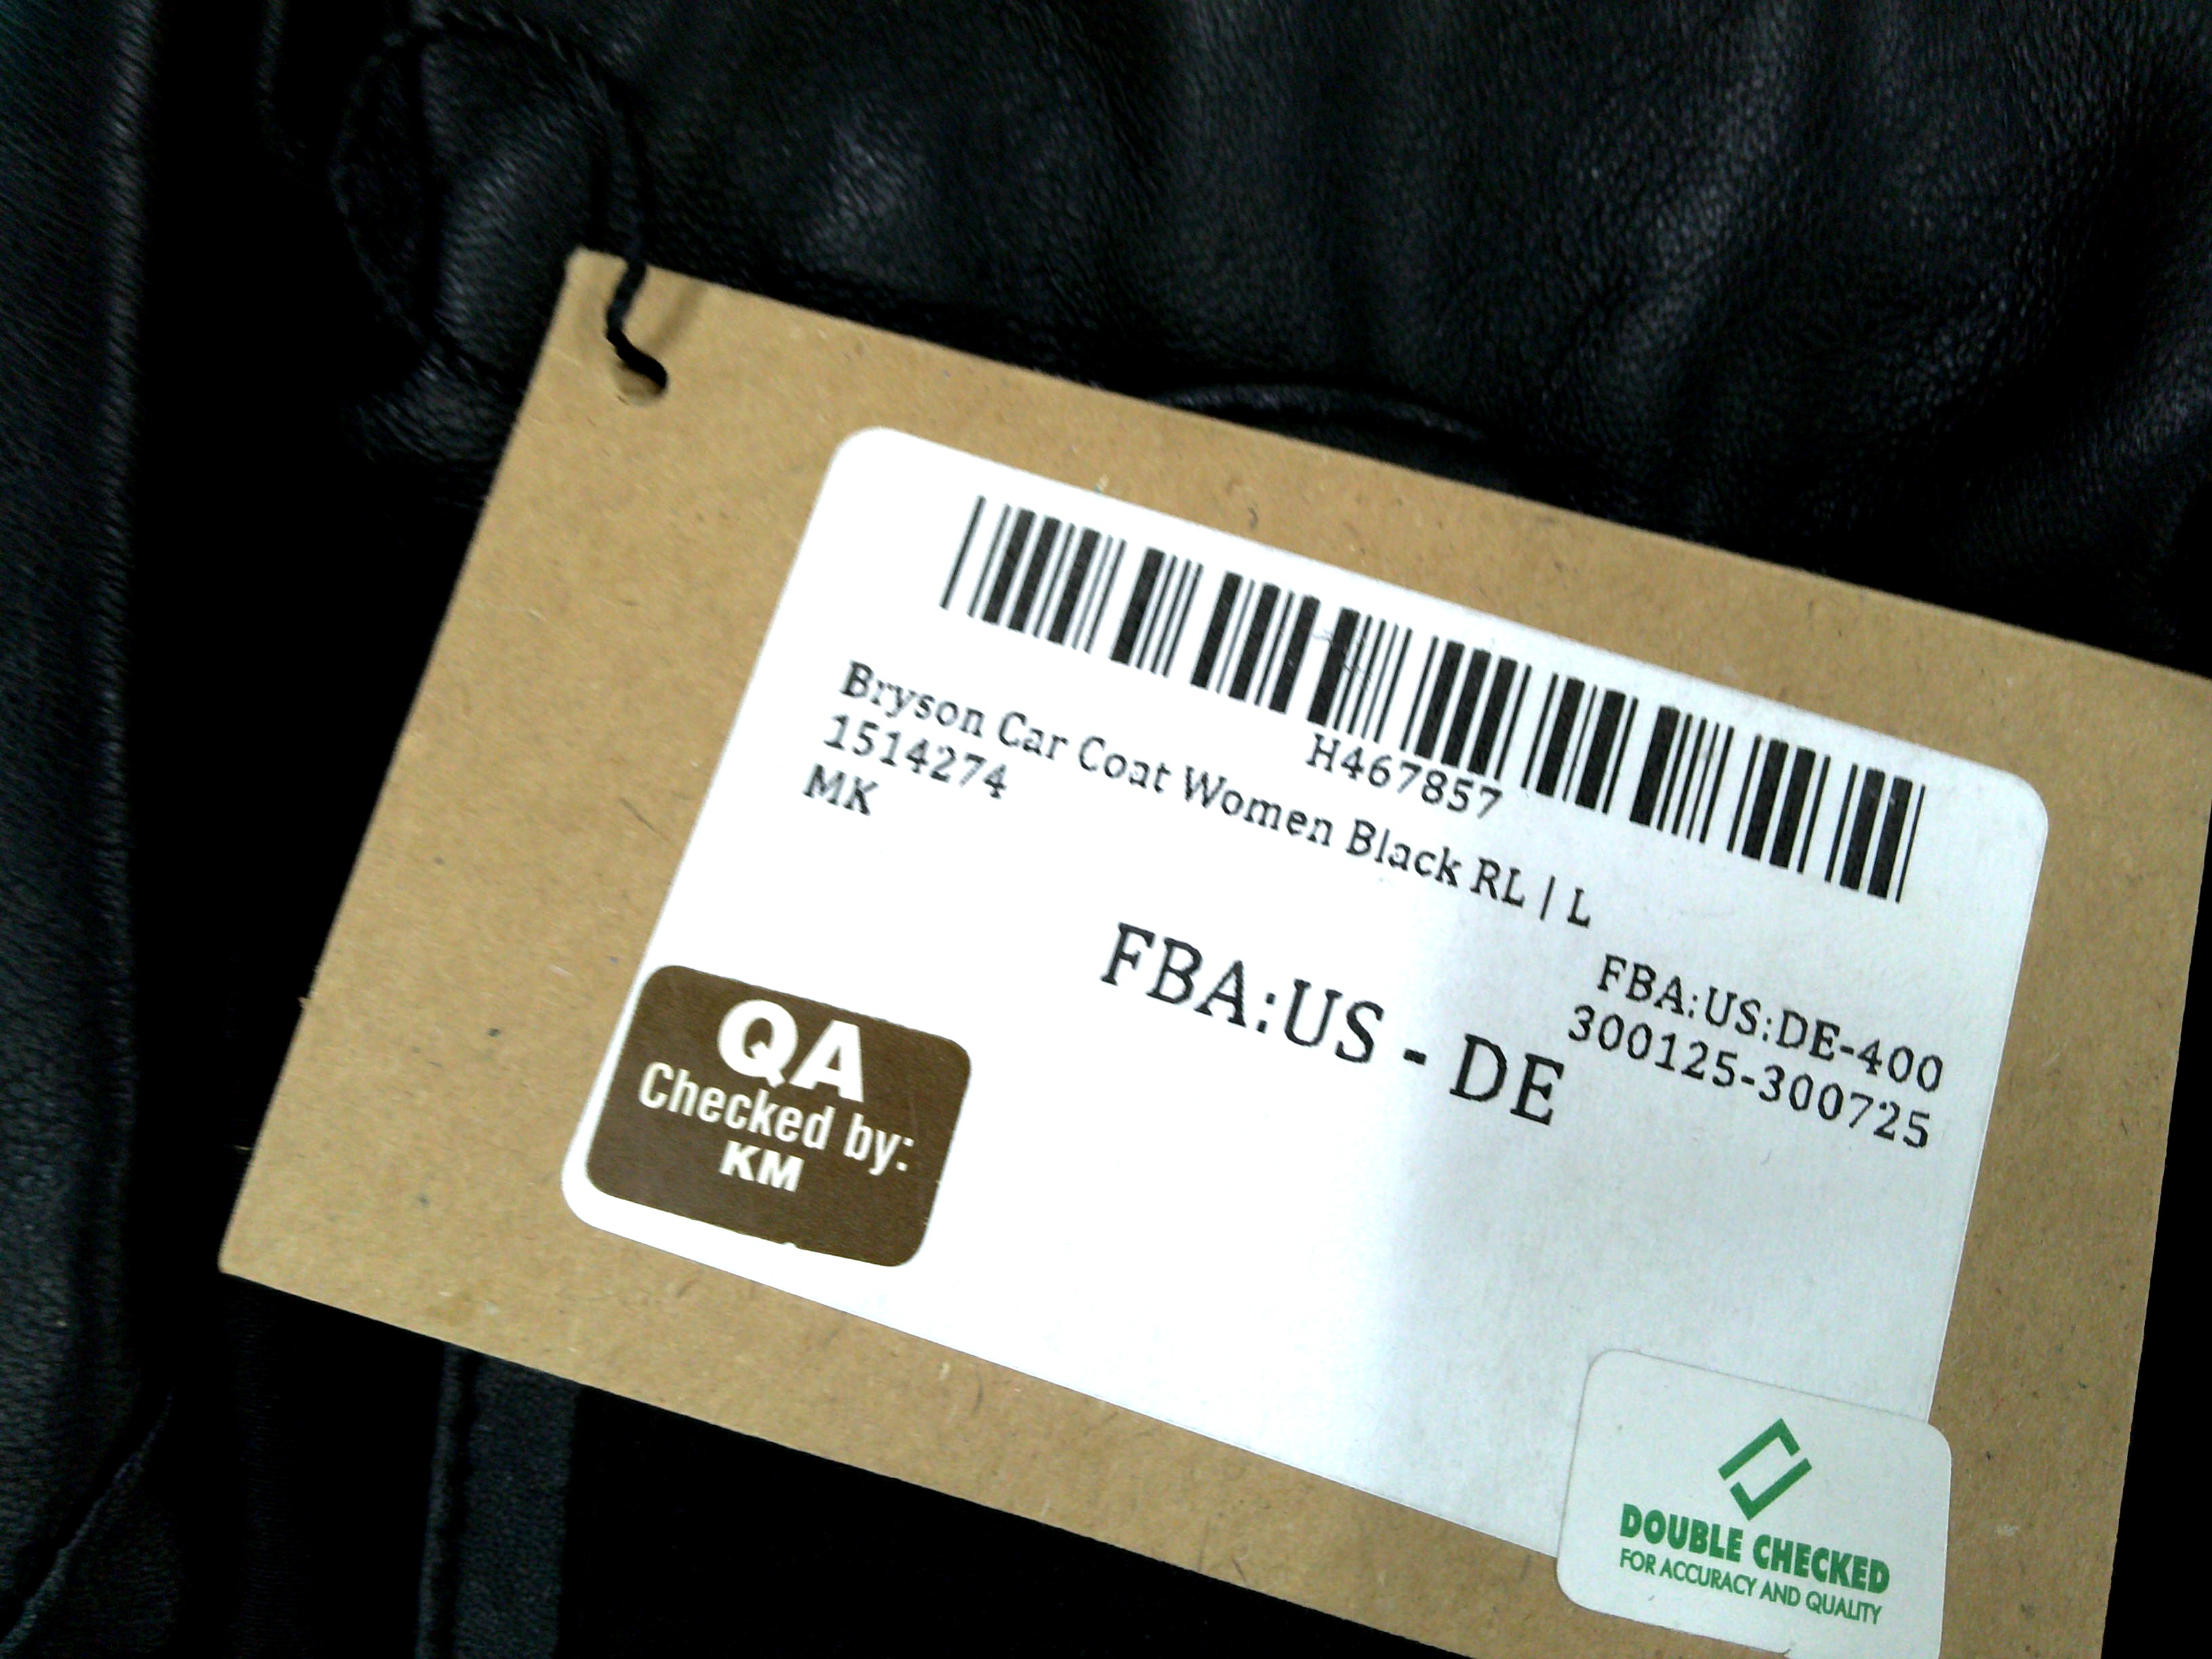 H467857
Bryson Car Coat Women Black RL | L
1514274
MK
FBA:US:DE-400
300125-300725
FBA:US - DE
QA
Checked by:
KM
DOUBLE CHECKED
FOR ACCURACY AND QUALITY